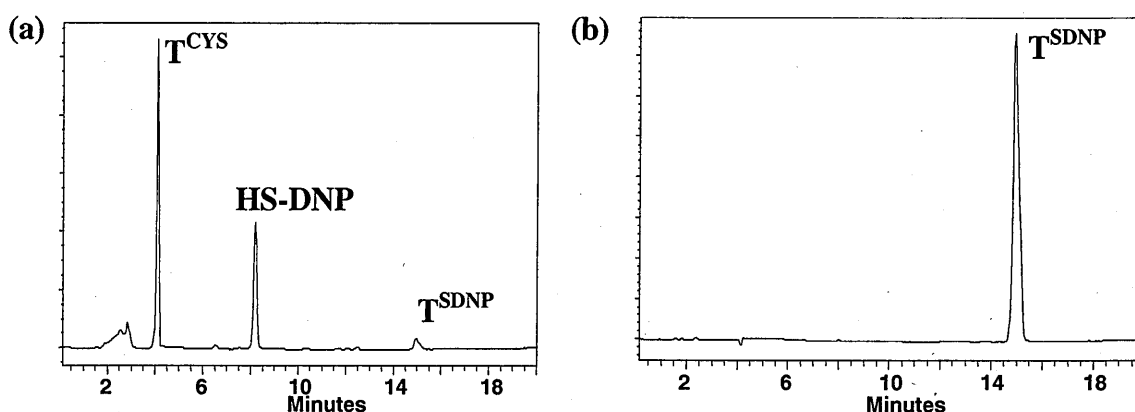 (a)
T^CYS
HS-DNP
T^SDNP
2 6 10 14 18
Minutes
(b)
T^SDNP
2 6 10 14 18
Minutes